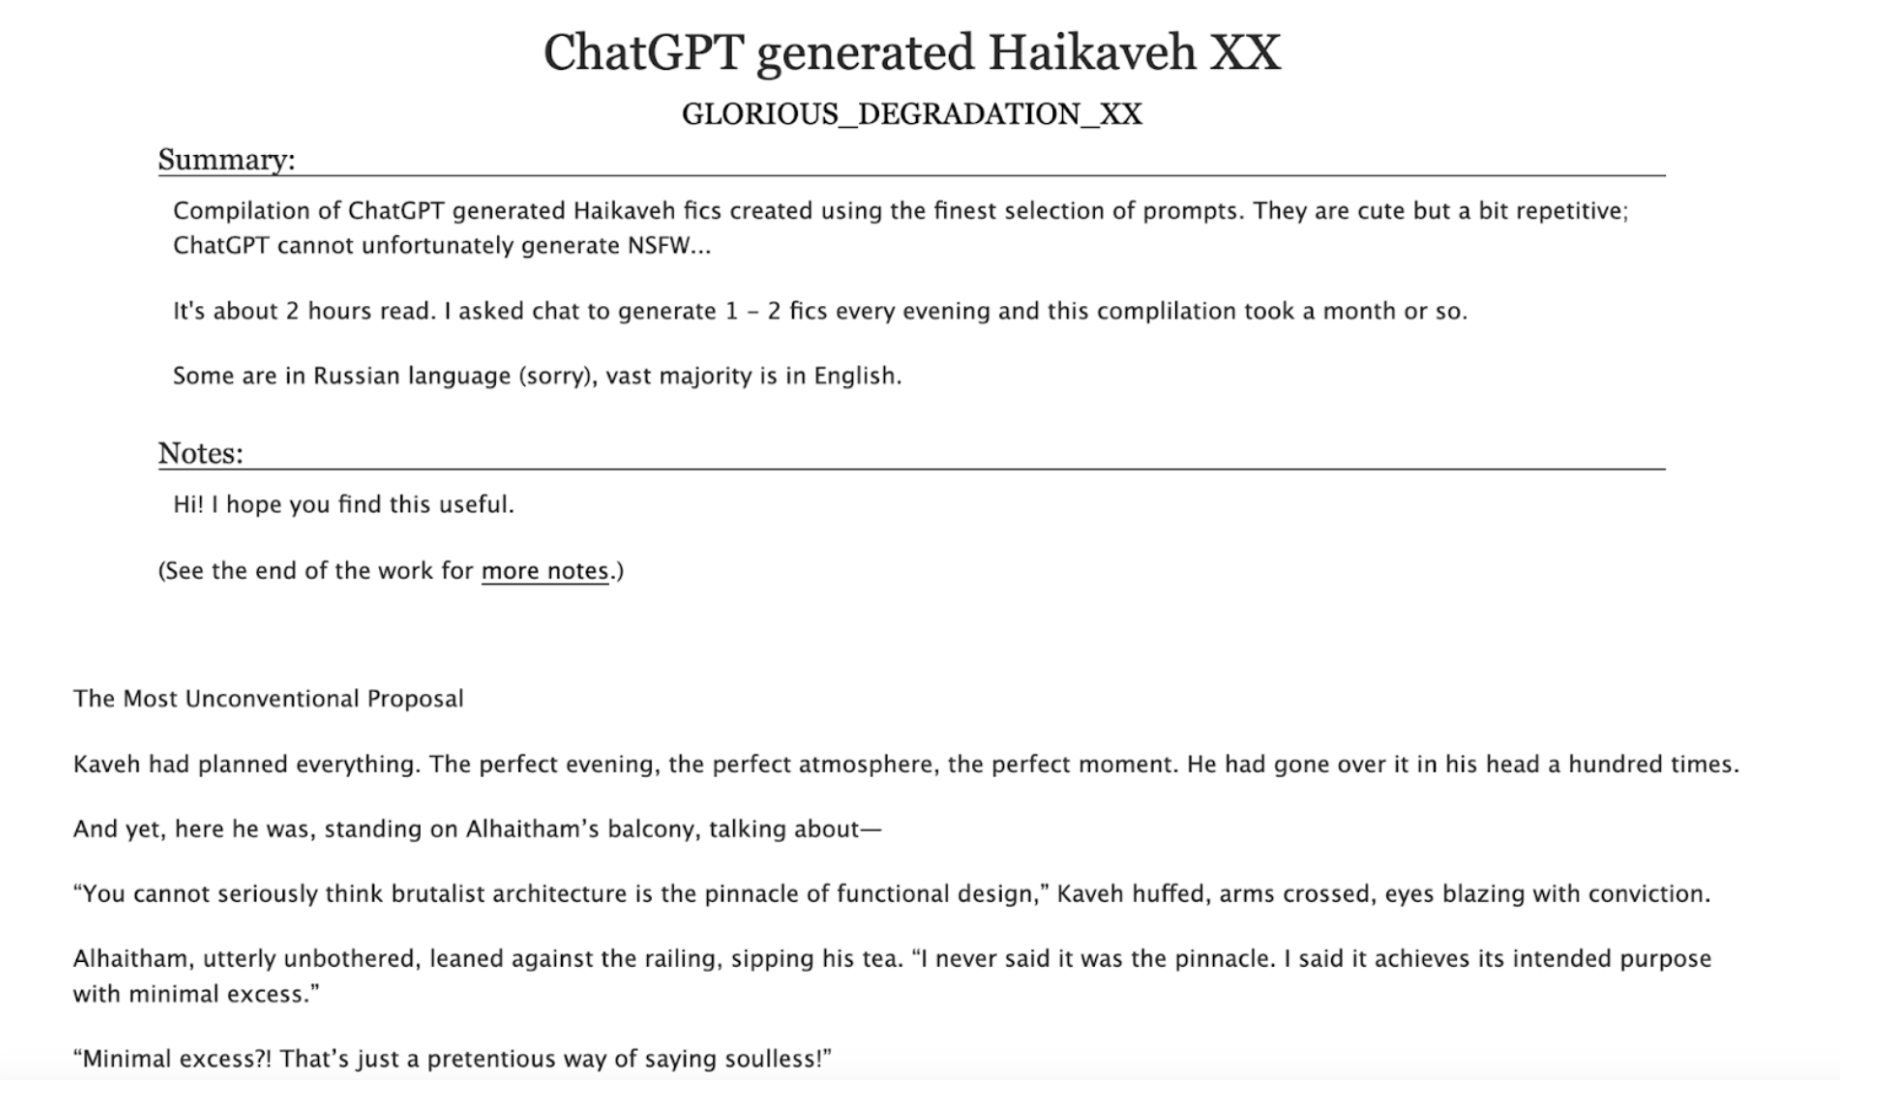 ChatGPT generated Haikaveh XX
GLORIOUS_DEGRADATION_XX
Summary:
Compilation of ChatGPT generated Haikaveh fics created using the finest selection of prompts. They are cute but a bit repetitive;
ChatGPT cannot unfortunately generate NSFW...
It's about 2 hours read. I asked chat to generate 1 – 2 fics every evening and this complilation took a month or so.
Some are in Russian language (sorry), vast majority is in English.
Notes:
Hi! I hope you find this useful.
(See the end of the work for more notes.)
The Most Unconventional Proposal
Kaveh had planned everything. The perfect evening, the perfect atmosphere, the perfect moment. He had gone over it in his head a hundred times.
And yet, here he was, standing on Alhaitham’s balcony, talking about—
“You cannot seriously think brutalist architecture is the pinnacle of functional design,” Kaveh huffed, arms crossed, eyes blazing with conviction.
Alhaitham, utterly unbothered, leaned against the railing, sipping his tea. “I never said it was the pinnacle. I said it achieves its intended purpose
with minimal excess.”
“Minimal excess?! That’s just a pretentious way of saying soulless!”